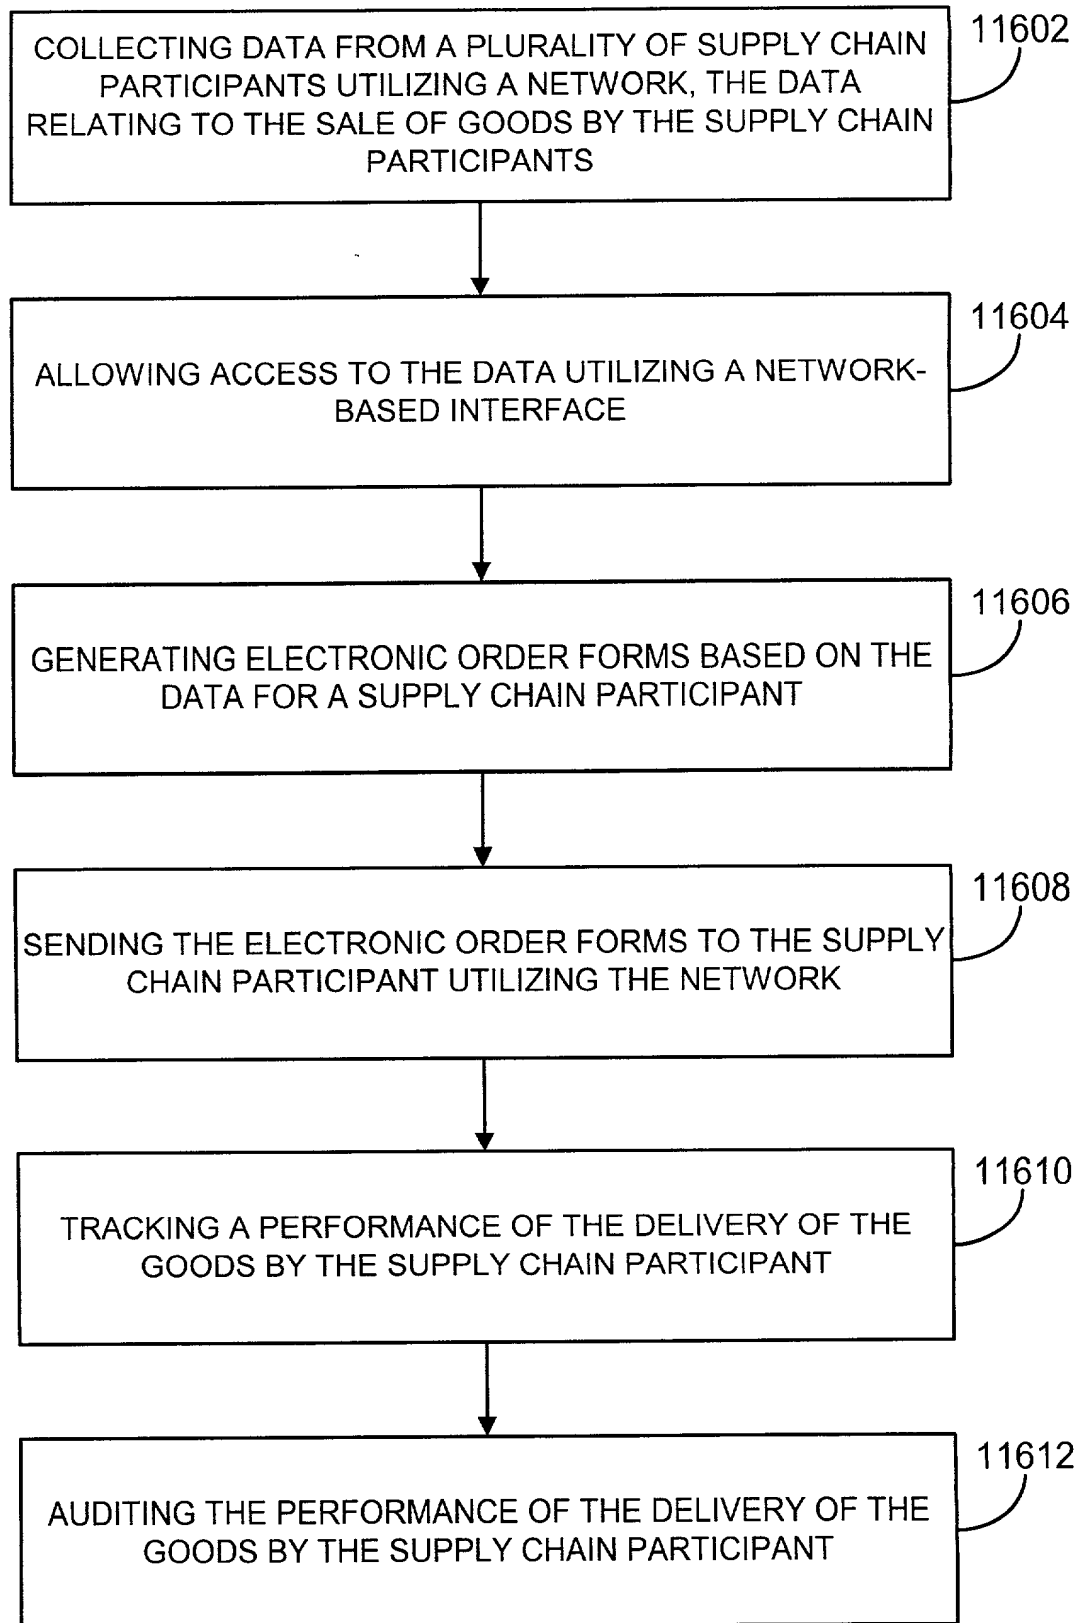 11602
COLLECTING DATA FROM A PLURALITY OF SUPPLY CHAIN
PARTICIPANTS UTILIZING A NETWORK, THE DATA
RELATING TO THE SALE OF GOODS BY THE SUPPLY CHAIN
PARTICIPANTS
11604
ALLOWING ACCESS TO THE DATA UTILIZING A NETWORK-
BASED INTERFACE
11606
GENERATING ELECTRONIC ORDER FORMS BASED ON THE
DATA FOR A SUPPLY CHAIN PARTICIPANT
11608
SENDING THE ELECTRONIC ORDER FORMS TO THE SUPPLY
CHAIN PARTICIPANT UTILIZING THE NETWORK
11610
TRACKING A PERFORMANCE OF THE DELIVERY OF THE
GOODS BY THE SUPPLY CHAIN PARTICIPANT
11612
AUDITING THE PERFORMANCE OF THE DELIVERY OF THE
GOODS BY THE SUPPLY CHAIN PARTICIPANT